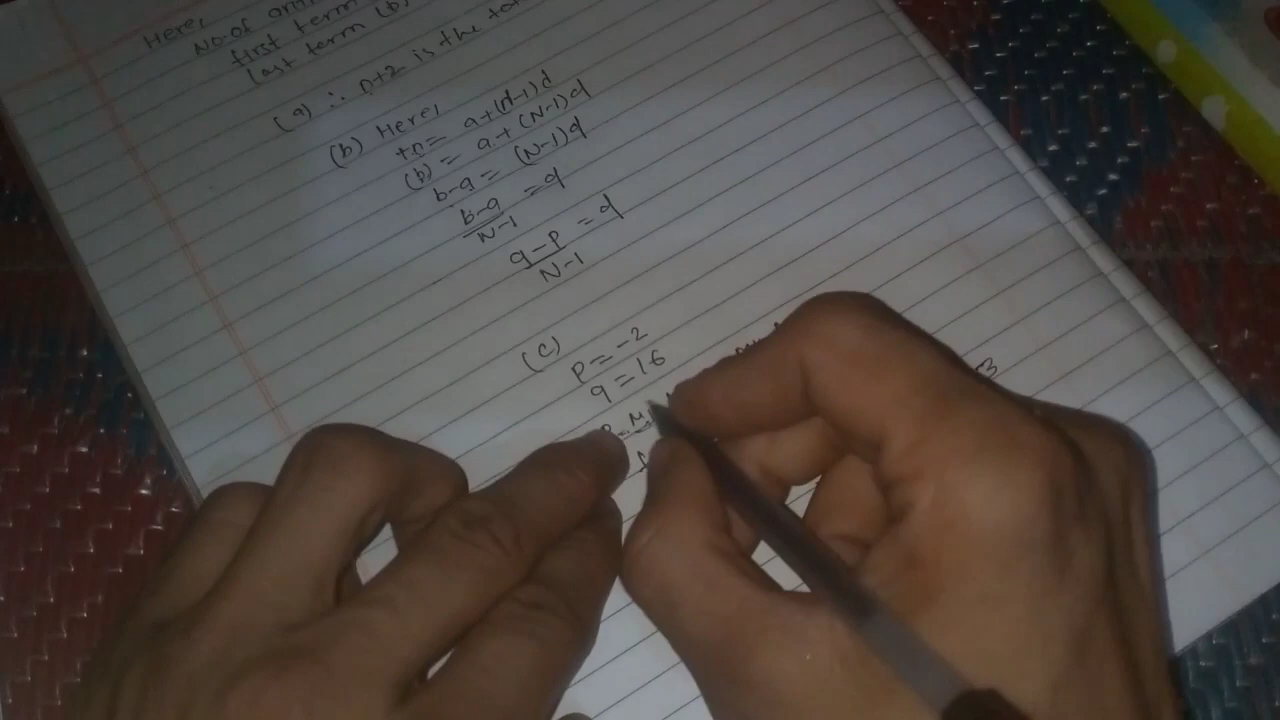 Here,
No. of
first term
last term (b)
(a) ∴ n+2 is the
(b) Here,
tn = a+(n-1)d
(b) = a+(N-1)d
b-a = (N-1)d
b-a/N-1 = d
q-p/N-1 = d
(c)
p = -2
q = 16